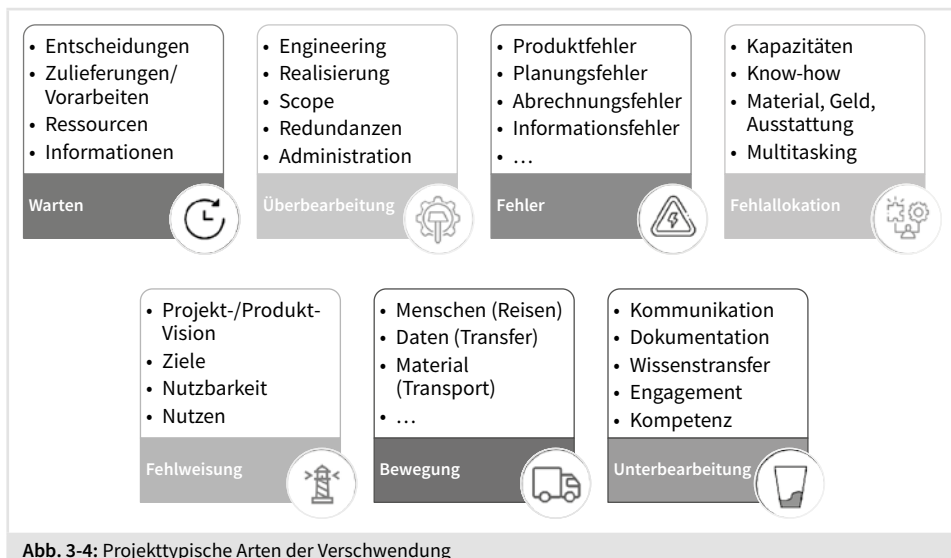 • Entscheidungen
• Zulieferungen/
Vorarbeiten
• Ressourcen
• Informationen
Warten
• Engineering
• Realisierung
• Scope
• Redundanzen
• Administration
Überbearbeitung
• Produktfehler
• Planungsfehler
• Abrechnungsfehler
• Informationsfehler
• …
Fehler
• Kapazitäten
• Know-how
• Material, Geld,
Ausstattung
• Multitasking
Fehlallokation
• Projekt-/Produkt-
Vision
• Ziele
• Nutzbarkeit
• Nutzen
Fehlweisung
• Menschen (Reisen)
• Daten (Transfer)
• Material
(Transport)
• …
Bewegung
• Kommunikation
• Dokumentation
• Wissenstransfer
• Engagement
• Kompetenz
Unterbearbeitung
Abb. 3-4: Projekttypische Arten der Verschwendung